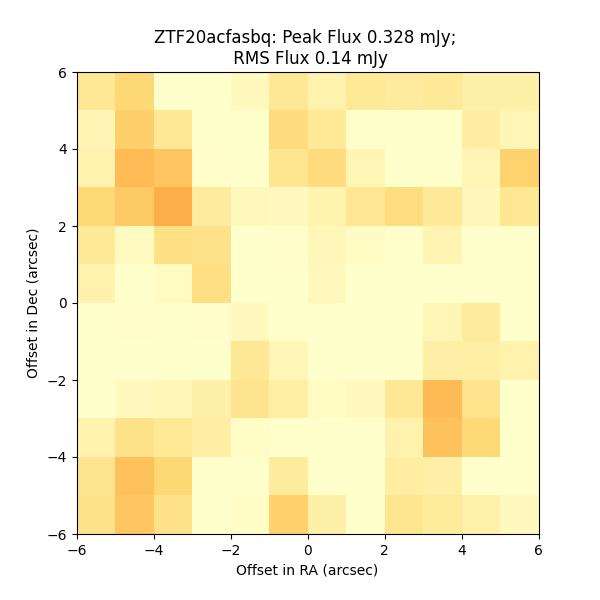 ZTF20acfasbq: Peak Flux 0.328 mJy;
RMS Flux 0.14 mJy
6
4
2
0
−2
−4
−6
Offset in Dec (arcsec)
−6 −4 −2 0 2 4 6
Offset in RA (arcsec)